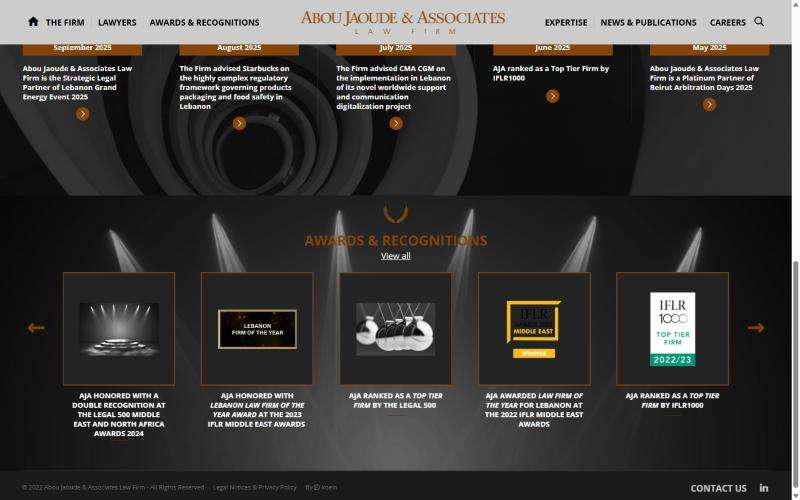 THE FIRM
LAWYERS
AWARDS & RECOGNITIONS
ABOU JAOUDE & ASSOCIATES
LAW FIRM
EXPERTISE
NEWS & PUBLICATIONS
CAREERS
September 2025
August 2025
July 2025
June 2025
May 2025
Abou Jaoude & Associates Law
Firm is the Strategic Legal
Partner of Lebanon Grand
Energy Event 2025
The Firm advised Starbucks on
the highly complex regulatory
framework governing products
packaging and food safety in
Lebanon
The Firm advised CMA CGM on
the implementation in Lebanon
of its novel worldwide support
and communication
digitalization project
AJA ranked as a Top Tier Firm by
IFLR1000
Abou Jaoude & Associates Law
Firm is a Platinum Partner of
Beirut Arbitration Days 2025
AWARDS & RECOGNITIONS
View all
LEBANON
FIRM OF THE YEAR
IFLR
MIDDLE EAST
WINNER
IFLR
1000
TOP TIER
FIRM
2022/23
AJA HONORED WITH A
DOUBLE RECOGNITION AT
THE LEGAL 500 MIDDLE
EAST AND NORTH AFRICA
AWARDS 2024
AJA HONORED WITH
LEBANON LAW FIRM OF THE
YEAR AWARD AT THE 2023
IFLR MIDDLE EAST AWARDS
AJA RANKED AS A TOP TIER
FIRM BY THE LEGAL 500
AJA AWARDED LAW FIRM OF
THE YEAR FOR LEBANON AT
THE 2022 IFLR MIDDLE EAST
AWARDS
AJA RANKED AS A TOP TIER
FIRM BY IFLR1000
© 2022 Abou Jaoude & Associates Law Firm - All Rights Reserved
Legal Notices & Privacy Policy
By koein
CONTACT US
in